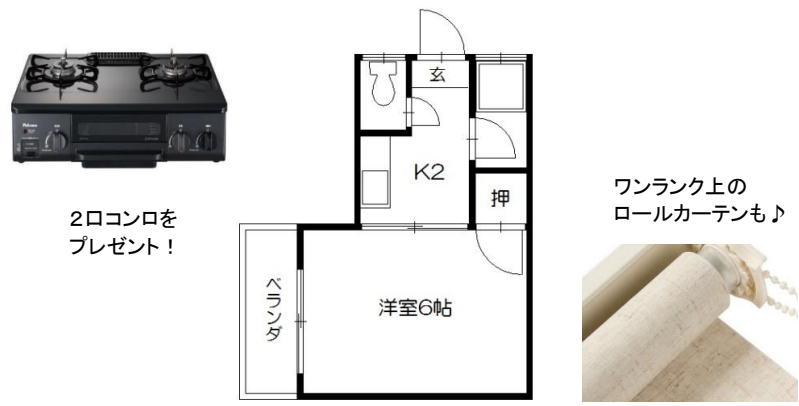 2口コンロを
プレゼント！
玄
K2
押
ベランダ
洋室6帖
ワンランク上の
ロールカーテンも♪
Paloma